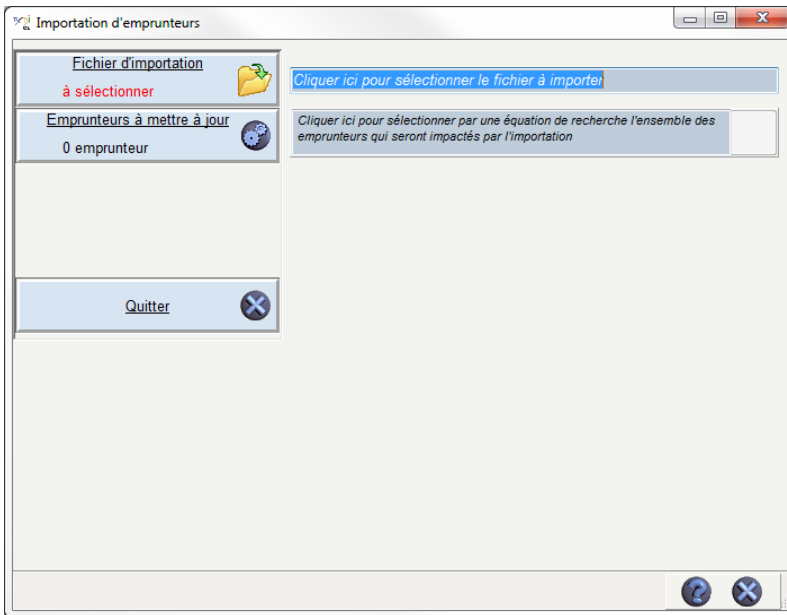 Importation d'emprunteurs
Fichier d'importation
à sélectionner
Cliquer ici pour sélectionner le fichier à importer
Emprunteurs à mettre à jour
0 emprunteur
Cliquer ici pour sélectionner par une équation de recherche l'ensemble des
emprunteurs qui seront impactés par l'importation
Quitter